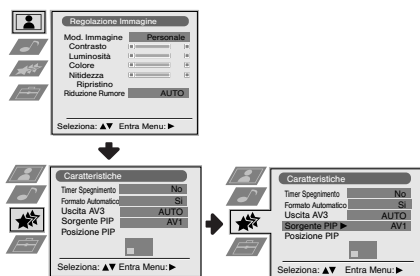 Regolazione Immagine
Mod. Immagine Personale
Contrasto
Luminosità
Colore
Nitidezza
Ripristino
Riduzione Rumore AUTO
Seleziona: ▲▼ Entra Menu: ►
Caratteristiche
Timer Spegnimento No
Formato Automatico Si
Uscita AV3 AUTO
Sorgente PIP AV1
Posizione PIP
Seleziona: ▲▼ Entra Menu: ►
Caratteristiche
Timer Spegnimento No
Formato Automatico Si
Uscita AV3 AUTO
Sorgente PIP ► AV1
Posizione PIP
Seleziona: ▲▼ Entra Menu: ►